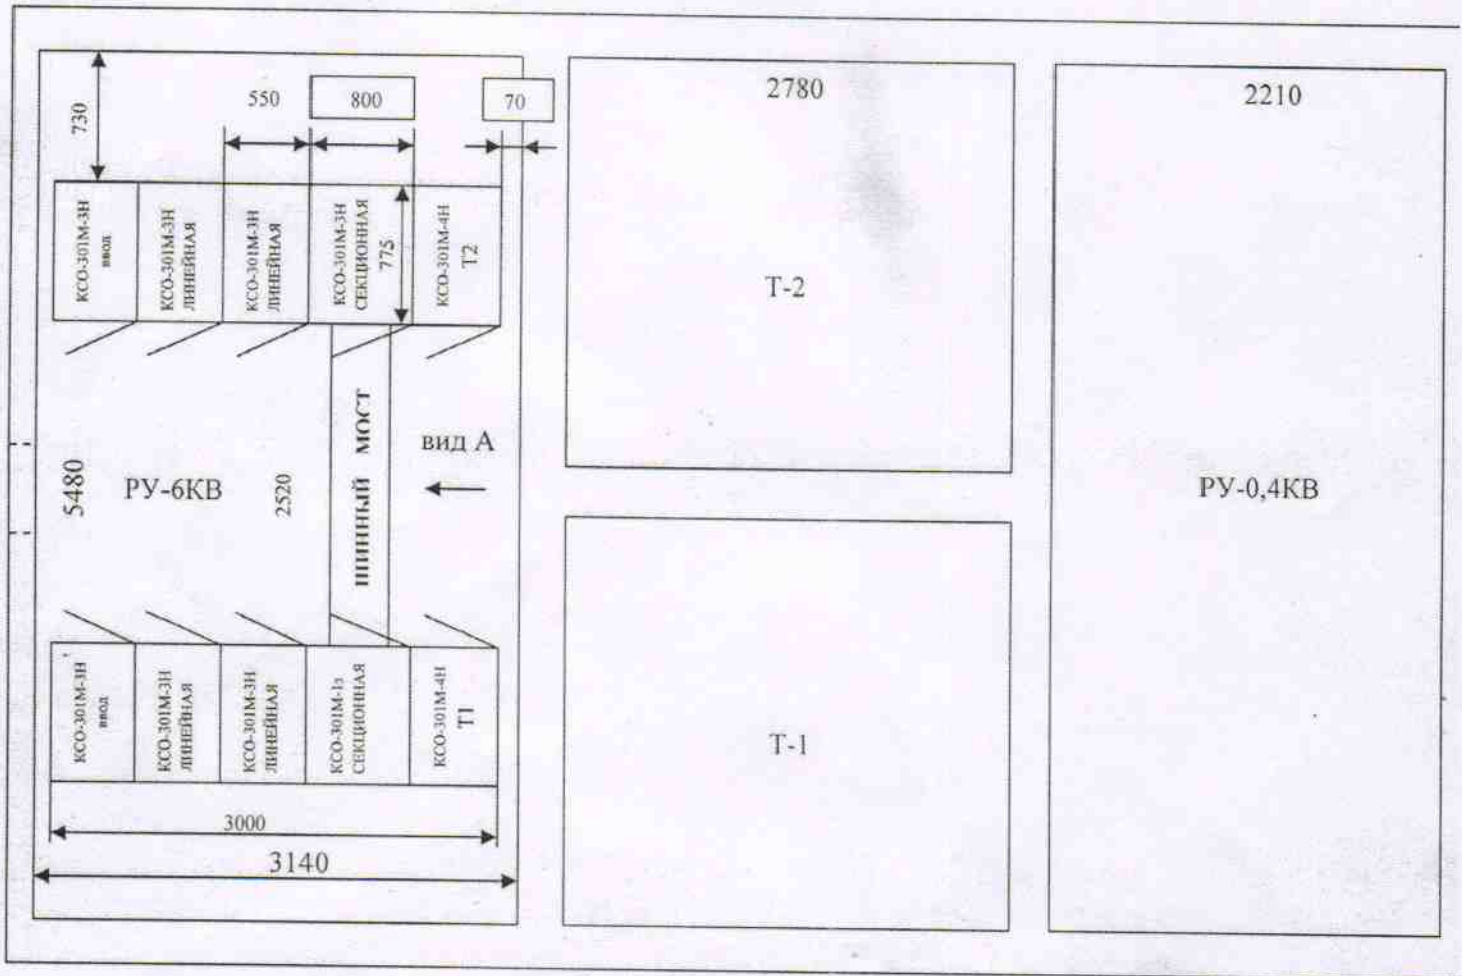 550
800
70
2780
2210
730
КСО-301М-3Н
ввод
КСО-301М-3Н
ЛИНЕЙНАЯ
КСО-301М-3Н
ЛИНЕЙНАЯ
КСО-301М-3Н
СЕКЦИОННАЯ
775
КСО-301М-4Н
Т2
Т-2
5480
РУ-6КВ
2520
ШИННЫЙ МОСТ
вид А
РУ-0,4КВ
КСО-301М-3Н
ввод
КСО-301М-3Н
ЛИНЕЙНАЯ
КСО-301М-3Н
ЛИНЕЙНАЯ
КСО-301М-1з
СЕКЦИОННАЯ
КСО-301М-4Н
Т1
Т-1
3000
3140